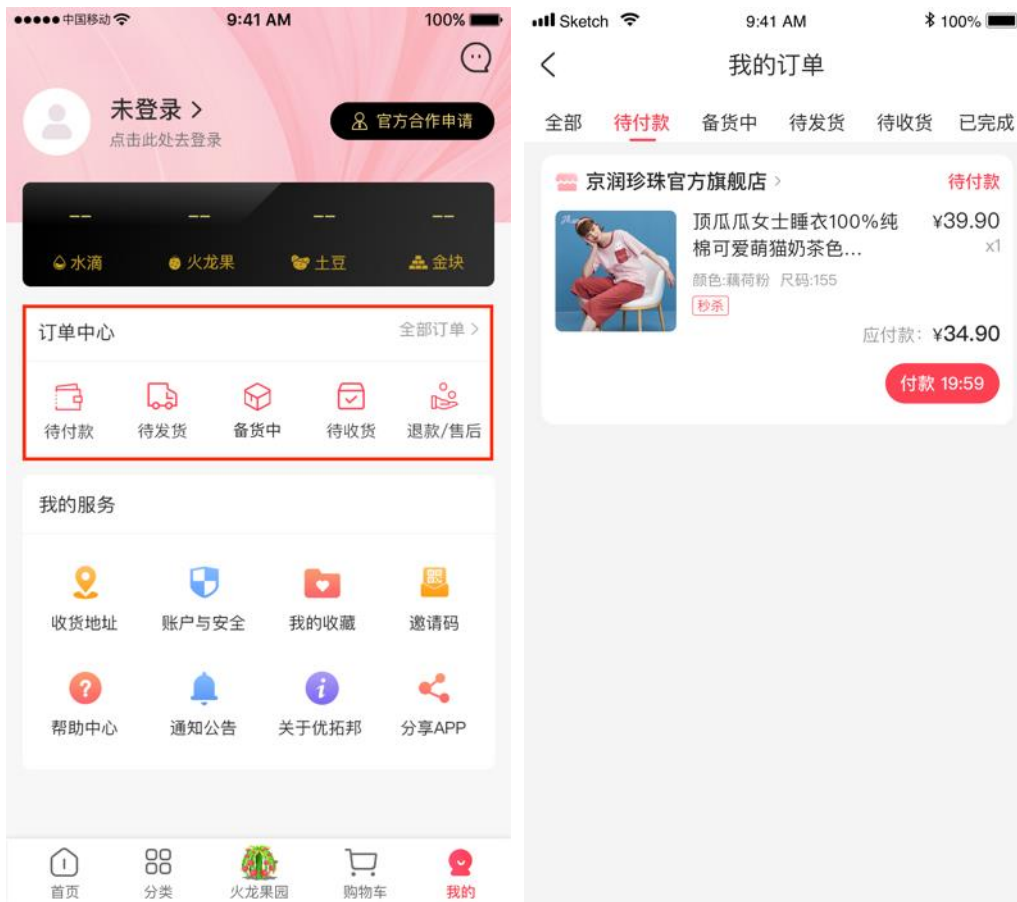 中国移动
9:41 AM
100%
未登录
点击此处去登录
官方合作申请
--
--
--
--
水滴
火龙果
土豆
金块
订单中心
全部订单
待付款
待发货
备货中
待收货
退款/售后
我的服务
收货地址
账户与安全
我的收藏
邀请码
帮助中心
通知公告
关于优拓邦
分享APP
首页
分类
火龙果园
购物车
我的
Sketch
9:41 AM
100%
我的订单
全部
待付款
备货中
待发货
待收货
已完成
京润珍珠官方旗舰店
待付款
顶瓜瓜女士睡衣100%纯
¥39.90
棉可爱萌猫奶茶色...
x1
颜色:藕荷粉 尺码:155
秒杀
应付款: ¥34.90
付款 19:59